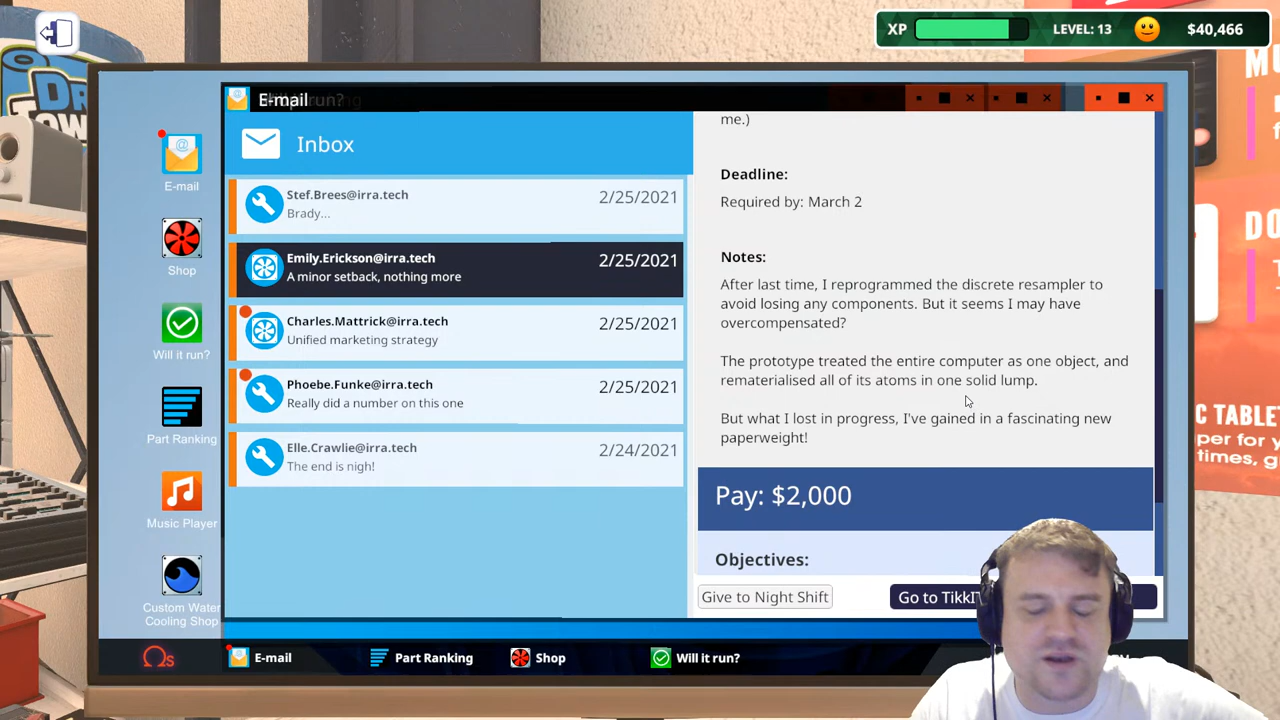 XP
LEVEL: 13
$40,466
E-mail
Inbox
Stef.Brees@irra.tech
2/25/2021
Brady...
Emily.Erickson@irra.tech
2/25/2021
A minor setback, nothing more
Charles.Mattrick@irra.tech
2/25/2021
Unified marketing strategy
Phoebe.Funke@irra.tech
2/25/2021
Really did a number on this one
Elle.Crawlie@irra.tech
2/24/2021
The end is nigh!
me.)
Deadline:
Required by: March 2
Notes:
After last time, I reprogrammed the discrete resampler to
avoid losing any components. But it seems I may have
overcompensated?
The prototype treated the entire computer as one object, and
rematerialised all of its atoms in one solid lump.
But what I lost in progress, I've gained in a fascinating new
paperweight!
Pay: $2,000
Objectives:
Give to Night Shift
Go to
E-mail
Shop
Will it run?
Part Ranking
Music Player
Custom Water
Cooling Shop
E-mail
Part Ranking
Shop
Will it run?
C TABLET
per for y
times, g